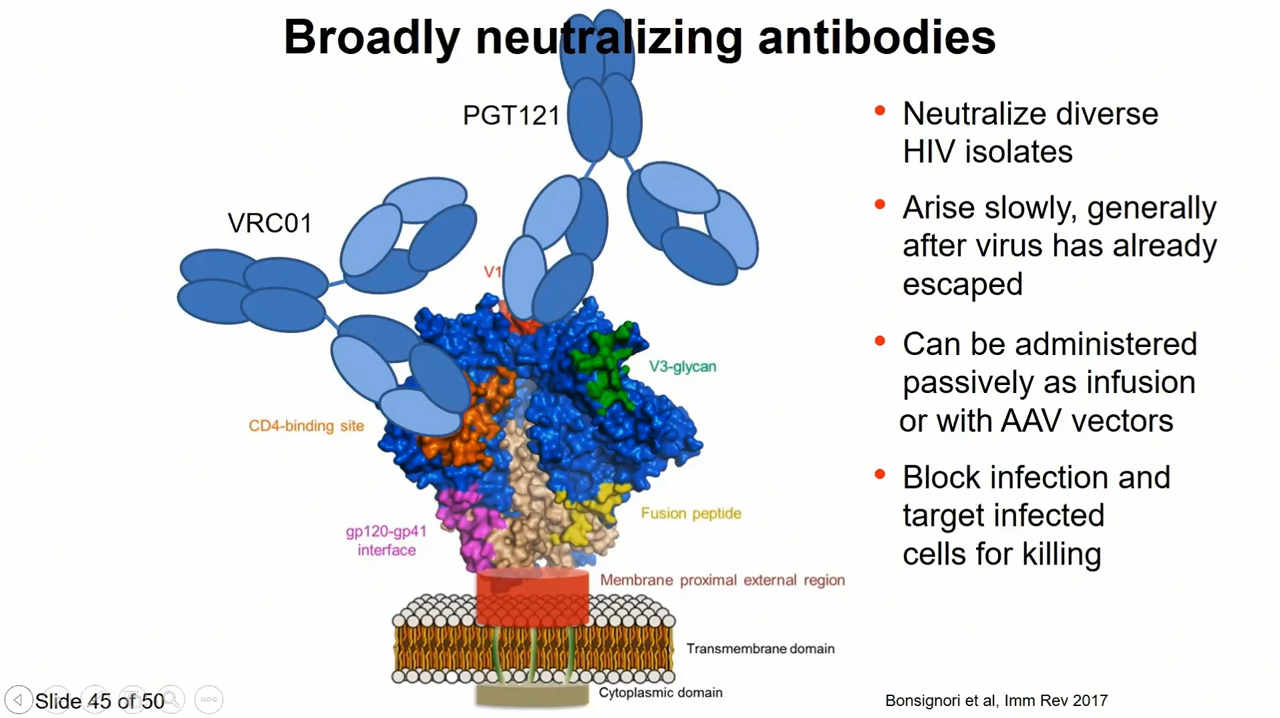 Broadly neutralizing antibodies
PGT121
VRC01
V1
V3-glycan
CD4-binding site
Fusion peptide
gp120-gp41
interface
Membrane proximal external region
Transmembrane domain
Cytoplasmic domain
• Neutralize diverse
HIV isolates
• Arise slowly, generally
after virus has already
escaped
• Can be administered
passively as infusion
or with AAV vectors
• Block infection and
target infected
cells for killing
Slide 45 of 50
Bonsignori et al, Imm Rev 2017